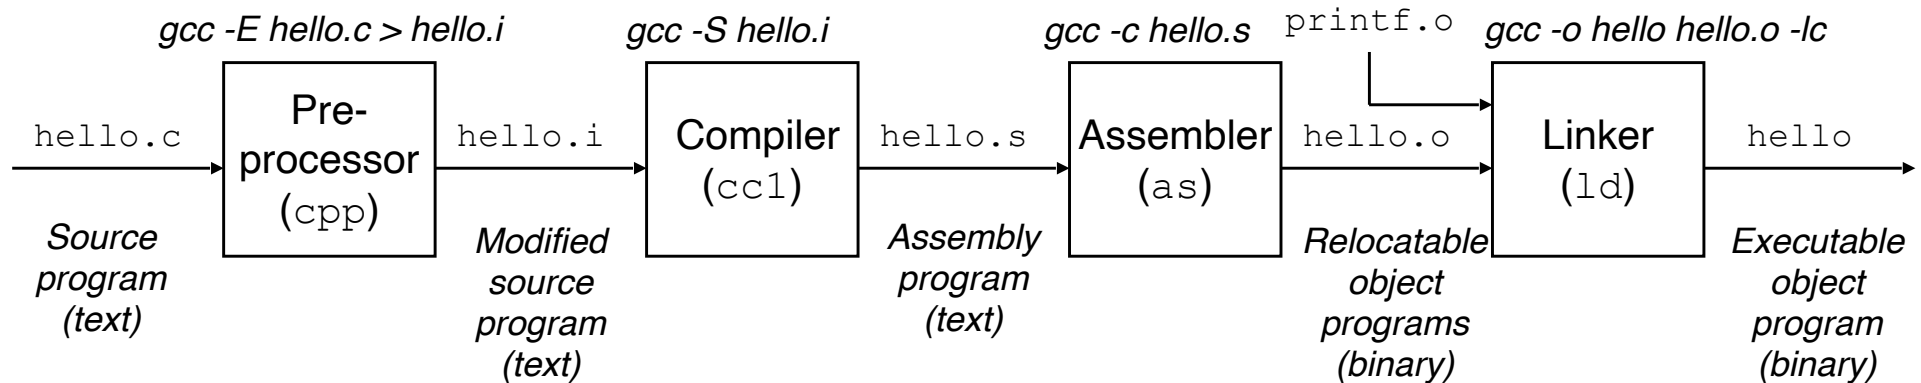 gcc -E hello.c > hello.i
gcc -S hello.i
gcc -c hello.s
printf.o
gcc -o hello hello.o -lc
hello.c
Pre-
processor
(cpp)
hello.i
Compiler
(cc1)
hello.s
Assembler
(as)
hello.o
Linker
(ld)
hello
Source
program
(text)
Modified
source
program
(text)
Assembly
program
(text)
Relocatable
object
programs
(binary)
Executable
object
program
(binary)